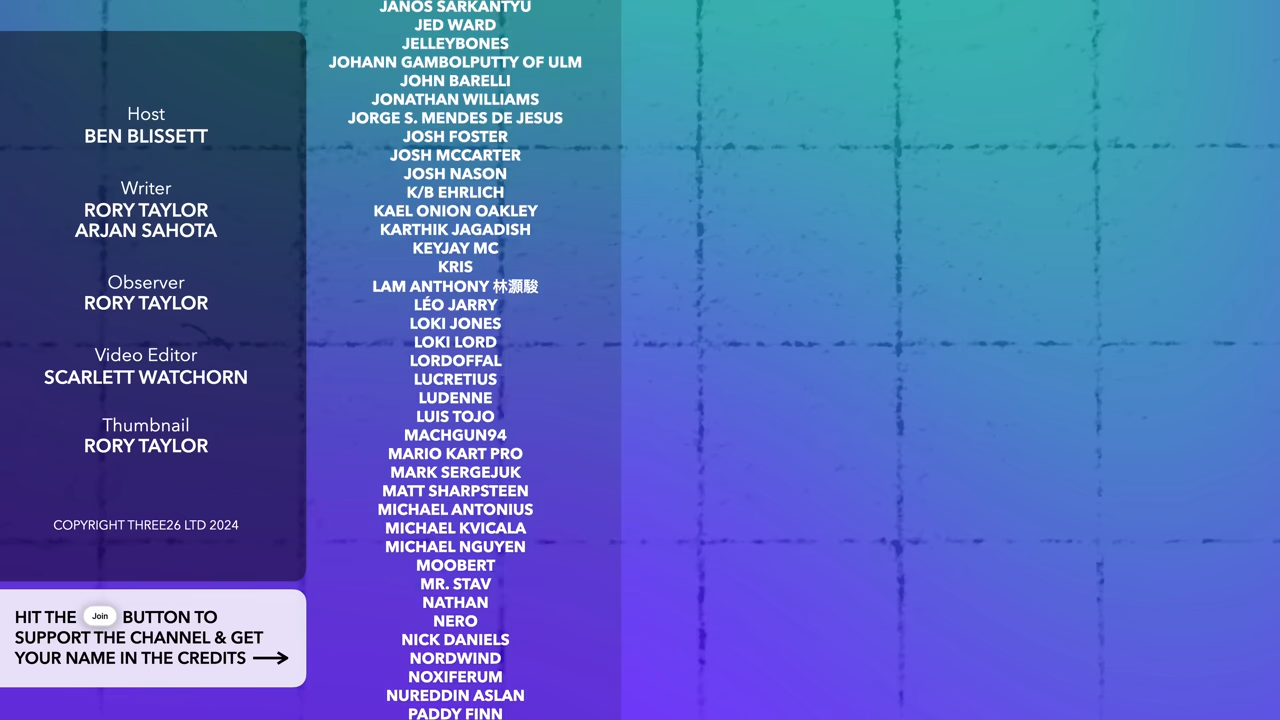 Host
BEN BLISSETT
Writer
RORY TAYLOR
ARJAN SAHOTA
Observer
RORY TAYLOR
Video Editor
SCARLETT WATCHORN
Thumbnail
RORY TAYLOR
COPYRIGHT THREE26 LTD 2024
HIT THE Join BUTTON TO
SUPPORT THE CHANNEL & GET
YOUR NAME IN THE CREDITS
JANOS SARKANTYU
JED WARD
JELLEYBONES
JOHANN GAMBOLPUTTY OF ULM
JOHN BARELLI
JONATHAN WILLIAMS
JORGE S. MENDES DE JESUS
JOSH FOSTER
JOSH MCCARTER
JOSH NASON
K/B EHRLICH
KAEL ONION OAKLEY
KARTHIK JAGADISH
KEYJAY MC
KRIS
LAM ANTHONY 林灝駿
LÉO JARRY
LOKI JONES
LOKI LORD
LORDOFFAL
LUCRETIUS
LUDENNE
LUIS TOJO
MACHGUN94
MARIO KART PRO
MARK SERGEJUK
MATT SHARPSTEEN
MICHAEL ANTONIUS
MICHAEL KVICALA
MICHAEL NGUYEN
MOOBERT
MR. STAV
NATHAN
NERO
NICK DANIELS
NORDWIND
NOXIFERUM
NUREDDIN ASLAN
PADDY FINN